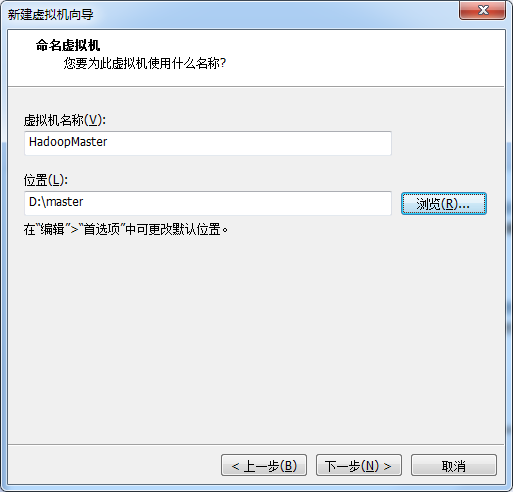 新建虚拟机向导
命名虚拟机
您要为此虚拟机使用什么名称?
虚拟机名称(V):
HadoopMaster
位置(L):
D:\master
浏览(R)...
在“编辑”>“首选项”中可更改默认位置。
< 上一步(B)
下一步(N) >
取消